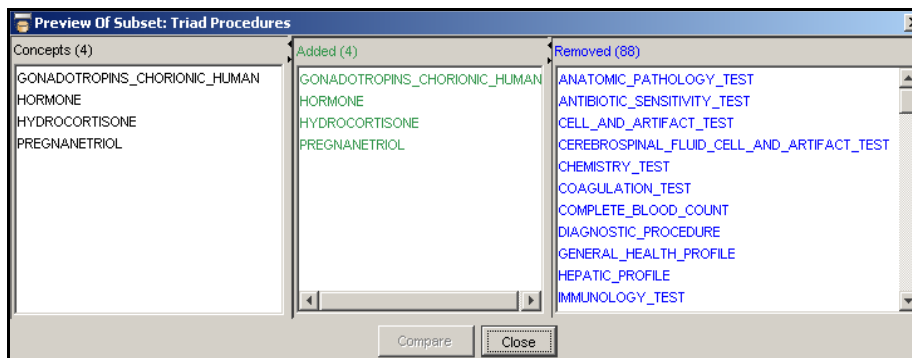 Preview Of Subset: Triad Procedures
Concepts (4)
GONADOTROPINS_CHORIONIC_HUMAN
HORMONE
HYDROCORTISONE
PREGNANETRIOL
Added (4)
GONADOTROPINS_CHORIONIC_HUMAN
HORMONE
HYDROCORTISONE
PREGNANETRIOL
Removed (88)
ANATOMIC_PATHOLOGY_TEST
ANTIBIOTIC_SENSITIVITY_TEST
CELL_AND_ARTIFACT_TEST
CEREBROSPINAL_FLUID_CELL_AND_ARTIFACT_TEST
CHEMISTRY_TEST
COAGULATION_TEST
COMPLETE_BLOOD_COUNT
DIAGNOSTIC_PROCEDURE
GENERAL_HEALTH_PROFILE
HEPATIC_PROFILE
IMMUNOLOGY_TEST
Compare
Close